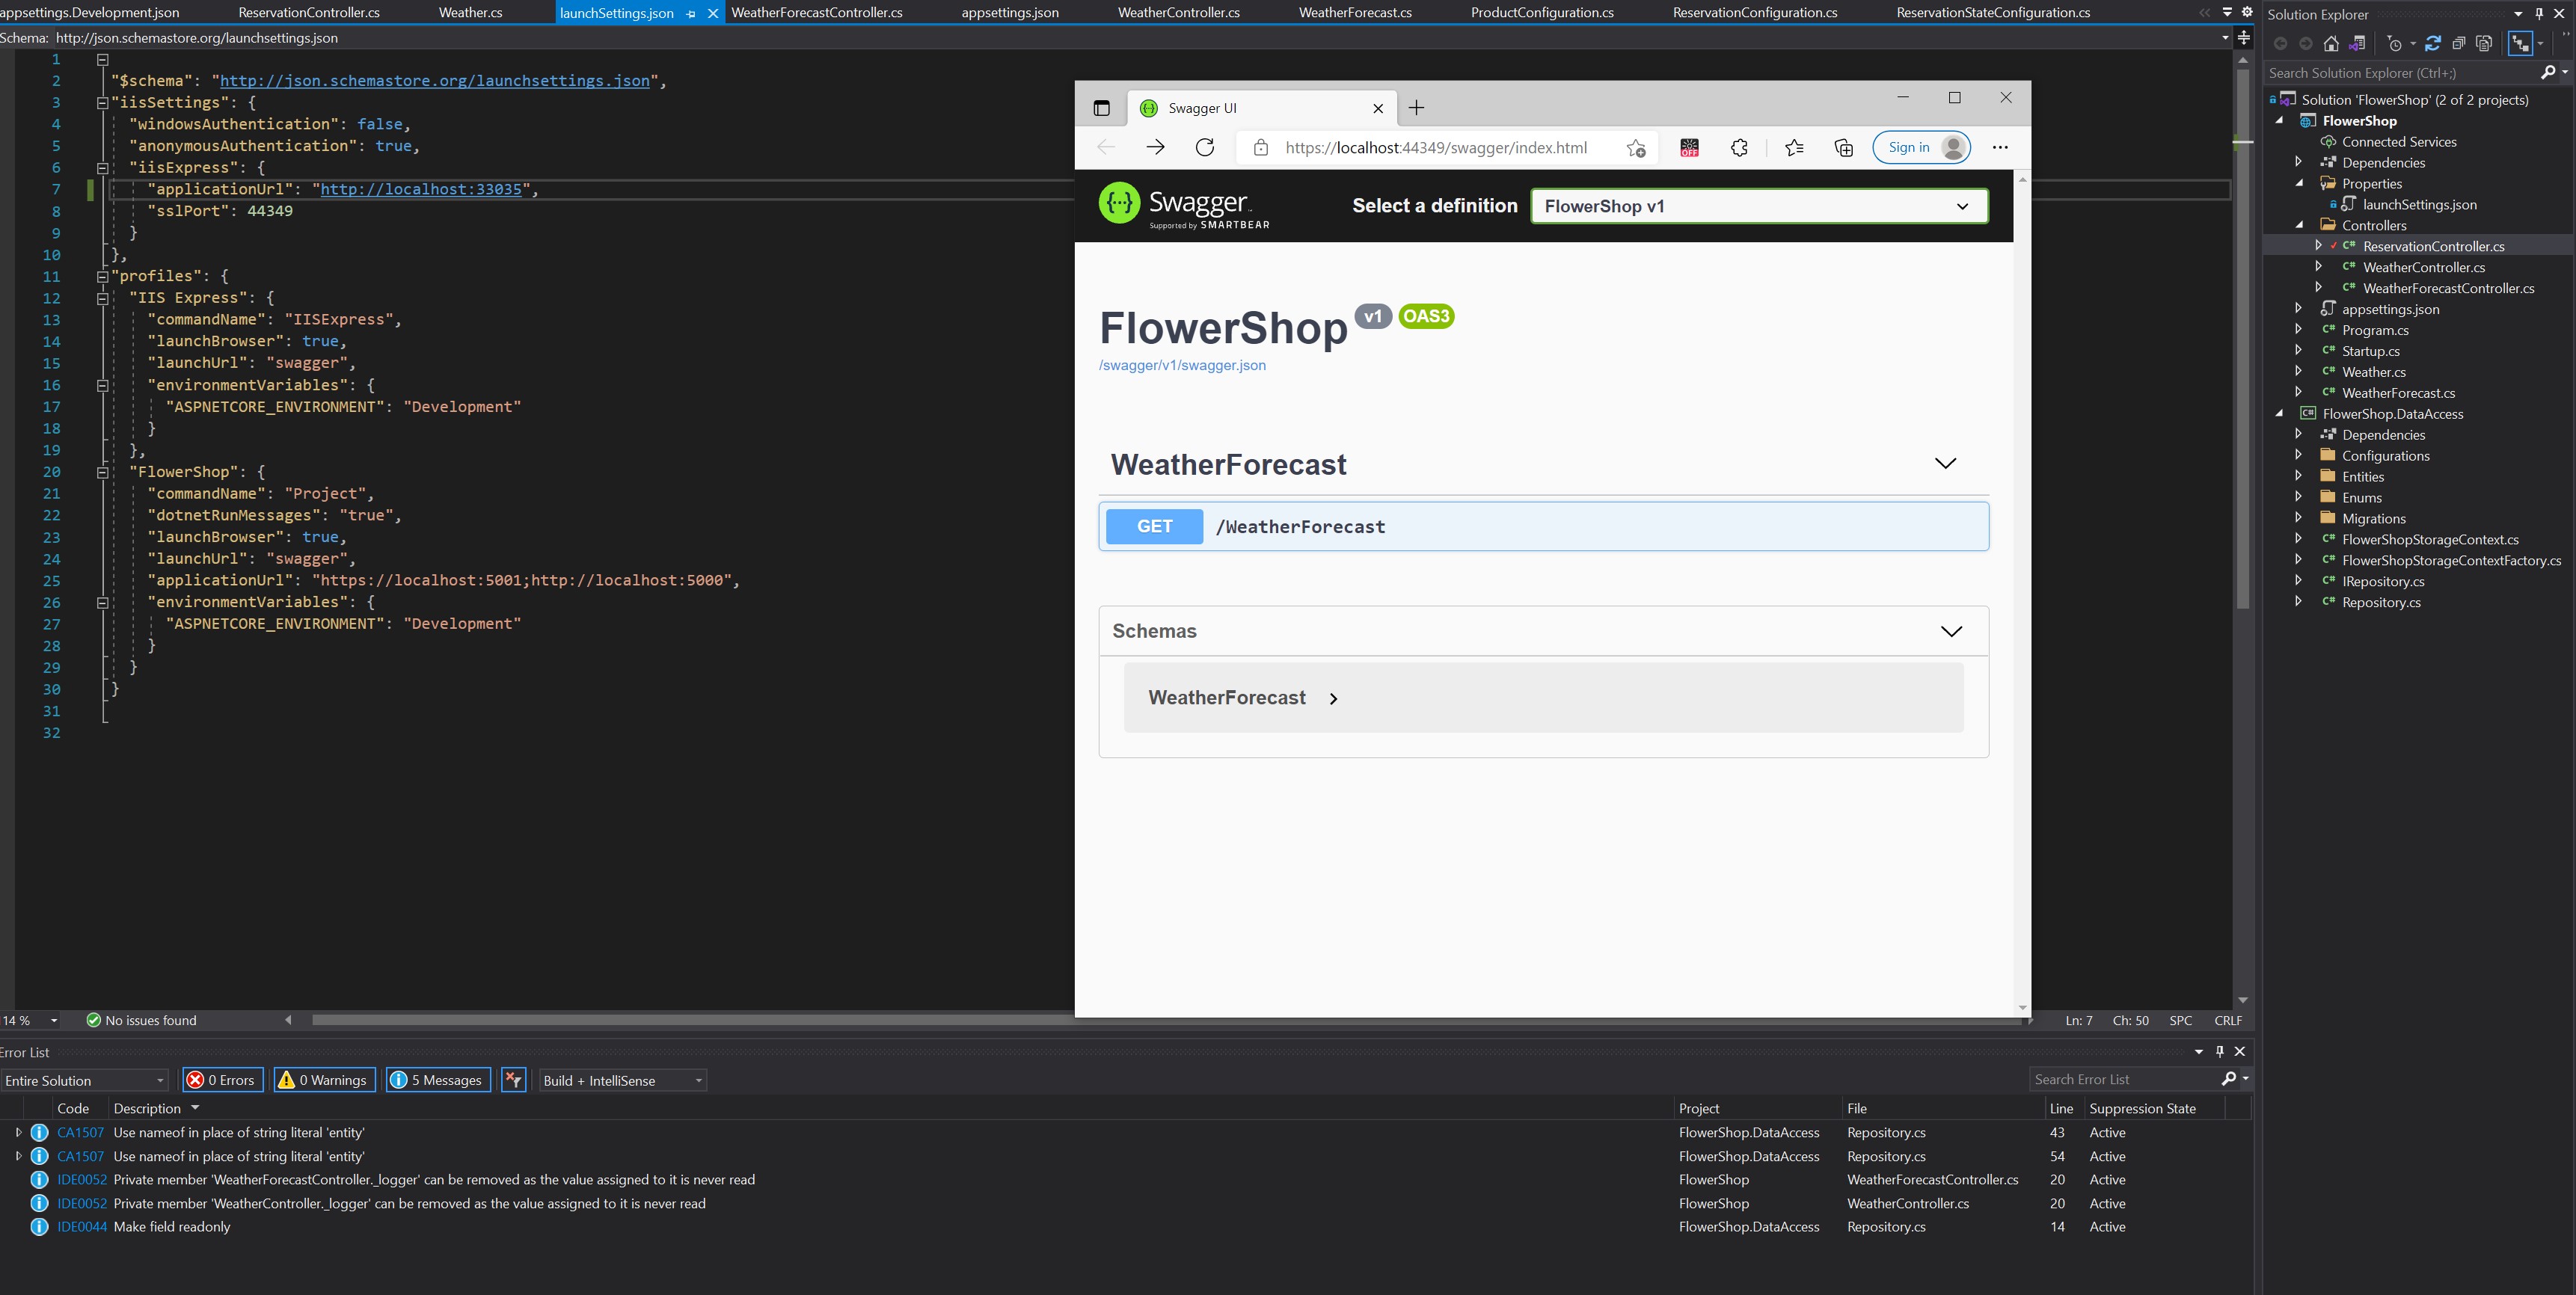 appsettings.Development.json ReservationController.cs Weather.cs launchSettings.json WeatherForecastController.cs appsettings.json WeatherController.cs WeatherForecast.cs ProductConfiguration.cs ReservationConfiguration.cs ReservationStateConfiguration.cs
Schema: http://json.schemastore.org/launchsettings.json
1
2 "$schema": "http://json.schemastore.org/launchsettings.json",
3 "iisSettings": {
4 "windowsAuthentication": false,
5 "anonymousAuthentication": true,
6 "iisExpress": {
7 "applicationUrl": "http://localhost:33035",
8 "sslPort": 44349
9 }
10 },
11 "profiles": {
12 "IIS Express": {
13 "commandName": "IISExpress",
14 "launchBrowser": true,
15 "launchUrl": "swagger",
16 "environmentVariables": {
17 "ASPNETCORE_ENVIRONMENT": "Development"
18 }
19 },
20 "FlowerShop": {
21 "commandName": "Project",
22 "dotnetRunMessages": "true",
23 "launchBrowser": true,
24 "launchUrl": "swagger",
25 "applicationUrl": "https://localhost:5001;http://localhost:5000",
26 "environmentVariables": {
27 "ASPNETCORE_ENVIRONMENT": "Development"
28 }
29 }
30 }
31
32
14 % No issues found
Ln: 7 Ch: 50 SPC CRLF
Swagger UI
https://localhost:44349/swagger/index.html
OFF
Sign in
Swagger
Supported by SMARTBEAR
Select a definition FlowerShop v1
FlowerShop v1 OAS3
/swagger/v1/swagger.json
WeatherForecast
GET /WeatherForecast
Schemas
WeatherForecast
Error List
Entire Solution 0 Errors 0 Warnings 5 Messages Build + IntelliSense Search Error List
Code Description Project File Line Suppression State
CA1507 Use nameof in place of string literal 'entity' FlowerShop.DataAccess Repository.cs 43 Active
CA1507 Use nameof in place of string literal 'entity' FlowerShop.DataAccess Repository.cs 54 Active
IDE0052 Private member 'WeatherForecastController._logger' can be removed as the value assigned to it is never read FlowerShop WeatherForecastController.cs 20 Active
IDE0052 Private member 'WeatherController._logger' can be removed as the value assigned to it is never read FlowerShop WeatherController.cs 20 Active
IDE0044 Make field readonly FlowerShop.DataAccess Repository.cs 14 Active
Solution Explorer
Search Solution Explorer (Ctrl+;)
Solution 'FlowerShop' (2 of 2 projects)
FlowerShop
Connected Services
Dependencies
Properties
launchSettings.json
Controllers
C# ReservationController.cs
C# WeatherController.cs
C# WeatherForecastController.cs
appsettings.json
C# Program.cs
C# Startup.cs
C# Weather.cs
C# WeatherForecast.cs
C# FlowerShop.DataAccess
Dependencies
Configurations
Entities
Enums
Migrations
C# FlowerShopStorageContext.cs
C# FlowerShopStorageContextFactory.cs
C# IRepository.cs
C# Repository.cs